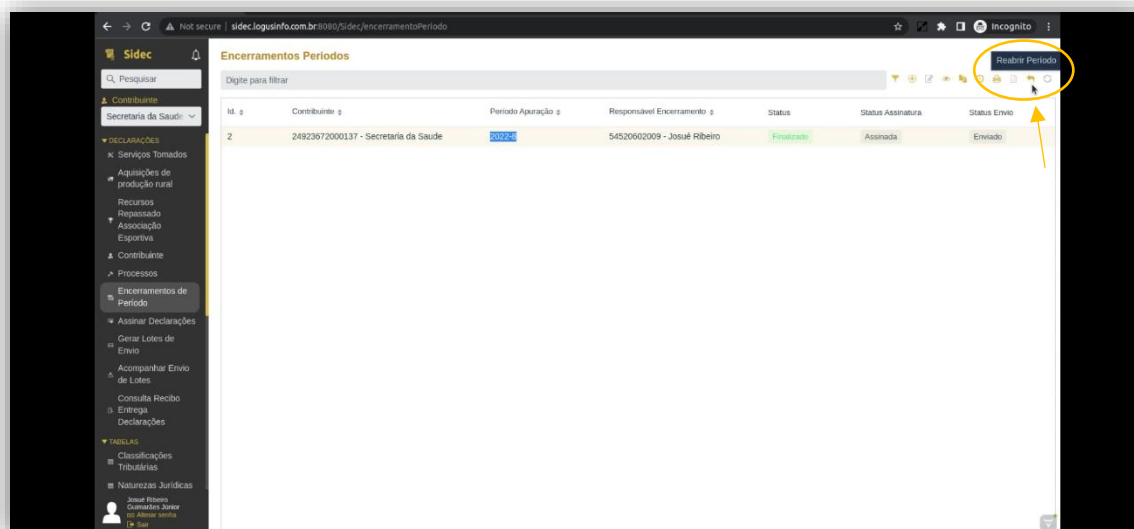 Not secure | sidec.logusinfo.com.br:8080/Sidec/encerramentoPeriodo
Incognito
Sidec
Encerramentos Periodos
Reabrir Periodo
Pesquisar
Digite para filtrar
Contribuinte
Secretaria da Saude
Id.
Contribuinte
Periodo Apuração
Responsável Encerramento
Status
Status Assinatura
Status Envio
2
24923672000137 - Secretaria da Saude
2022-8
54520602009 - Josué Ribeiro
Finalizado
Assinada
Enviado
DECLARAÇÕES
Serviços Tomados
Aquisições de
produção rural
Recursos
Repassado
Associação
Esportiva
Contribuinte
Processos
Encerramentos de
Período
Assinar Declarações
Gerar Lotes de
Envio
Acompanhar Envio
de Lotes
Consulta Recibo
Entrega
Declarações
TABELAS
Classificações
Tributárias
Naturezas Jurídicas
Josué Ribeiro
Guimarães Júnior
Alterar senha
Sair